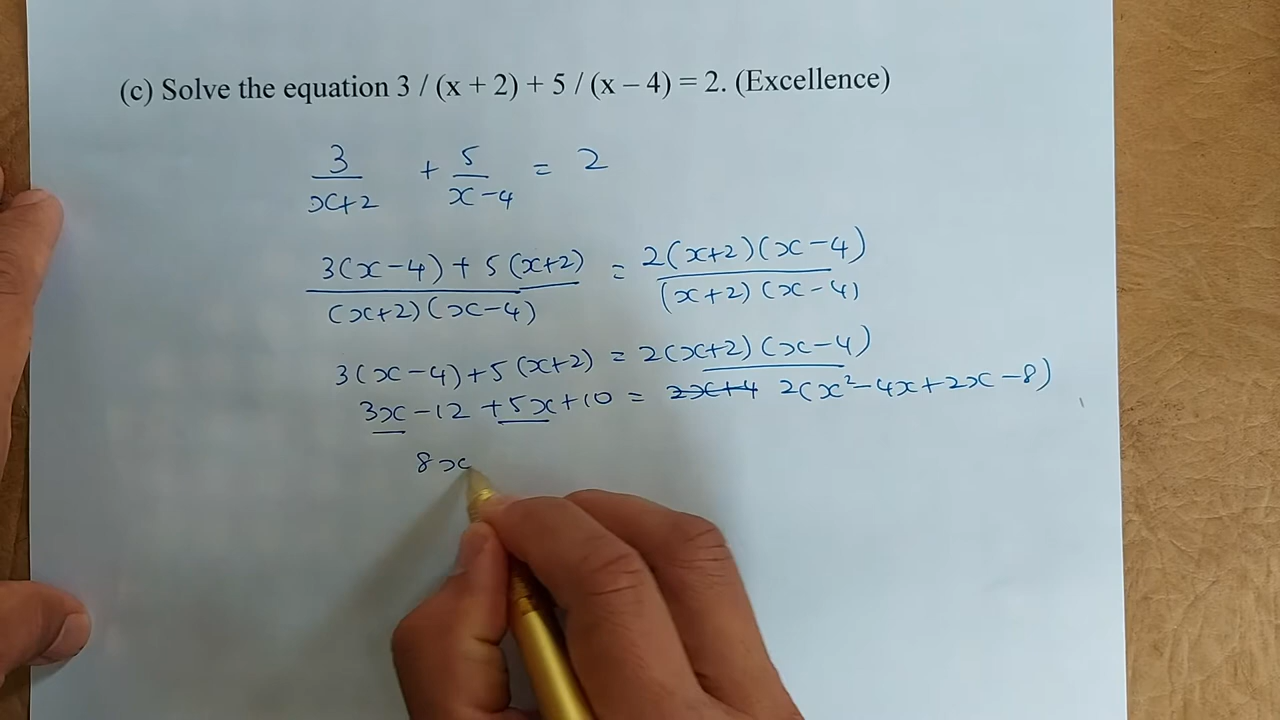 (c) Solve the equation 3 / (x + 2) + 5 / (x – 4) = 2. (Excellence)
3/(x+2) + 5/(x-4) = 2
(3(x-4) + 5(x+2))/((x+2)(x-4)) = (2(x+2)(x-4))/((x+2)(x-4))
3(x-4)+5(x+2) = 2(x+2)(x-4)
3x -12 +5x+10 = 2x+4 2(x²-4x+2x-8)
8x